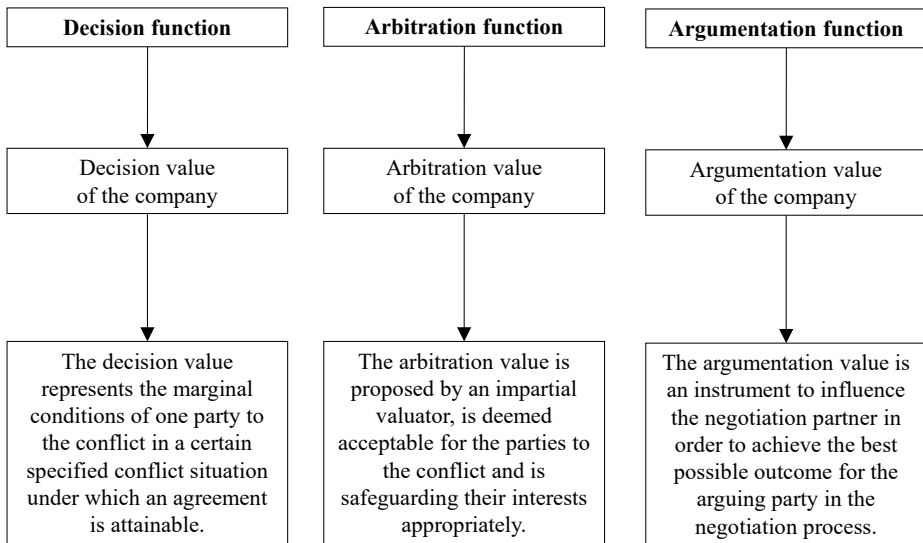 Decision function
Arbitration function
Argumentation function
Decision value
of the company
Arbitration value
of the company
Argumentation value
of the company
The decision value
represents the marginal
conditions of one party to
the conflict in a certain
specified conflict situation
under which an agreement
is attainable.
The arbitration value is
proposed by an impartial
valuator, is deemed
acceptable for the parties to
the conflict and is
safeguarding their interests
appropriately.
The argumentation value is
an instrument to influence
the negotiation partner in
order to achieve the best
possible outcome for the
arguing party in the
negotiation process.